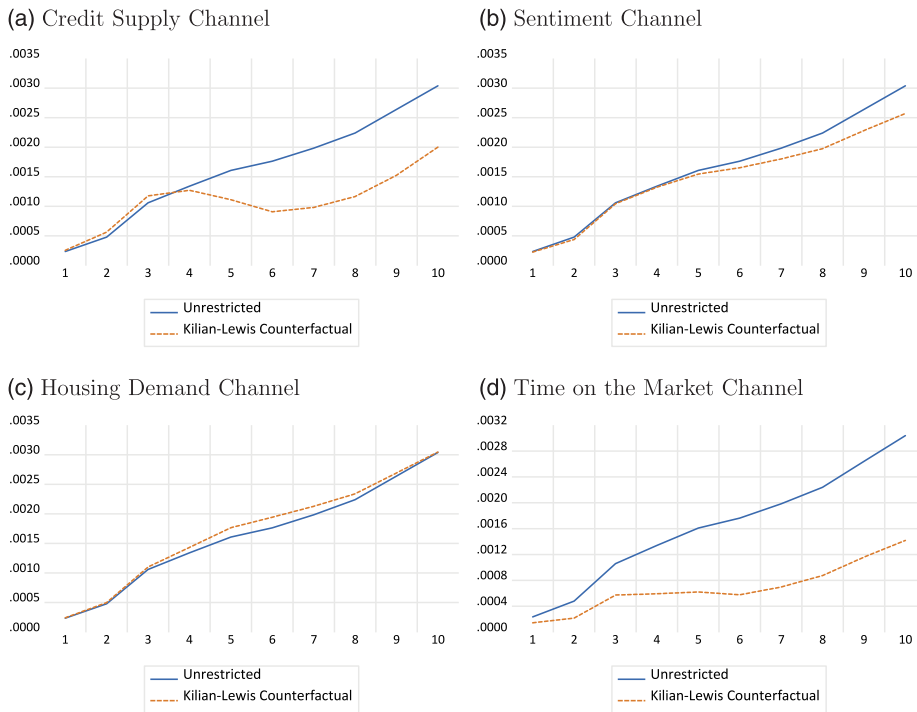 (a) Credit Supply Channel
.0035
.0030
.0025
.0020
.0015
.0010
.0005
.0000
1 2 3 4 5 6 7 8 9 10
Unrestricted
Kilian-Lewis Counterfactual
(b) Sentiment Channel
.0035
.0030
.0025
.0020
.0015
.0010
.0005
.0000
1 2 3 4 5 6 7 8 9 10
Unrestricted
Kilian-Lewis Counterfactual
(c) Housing Demand Channel
.0035
.0030
.0025
.0020
.0015
.0010
.0005
.0000
1 2 3 4 5 6 7 8 9 10
Unrestricted
Kilian-Lewis Counterfactual
(d) Time on the Market Channel
.0032
.0028
.0024
.0020
.0016
.0012
.0008
.0004
.0000
1 2 3 4 5 6 7 8 9 10
Unrestricted
Kilian-Lewis Counterfactual